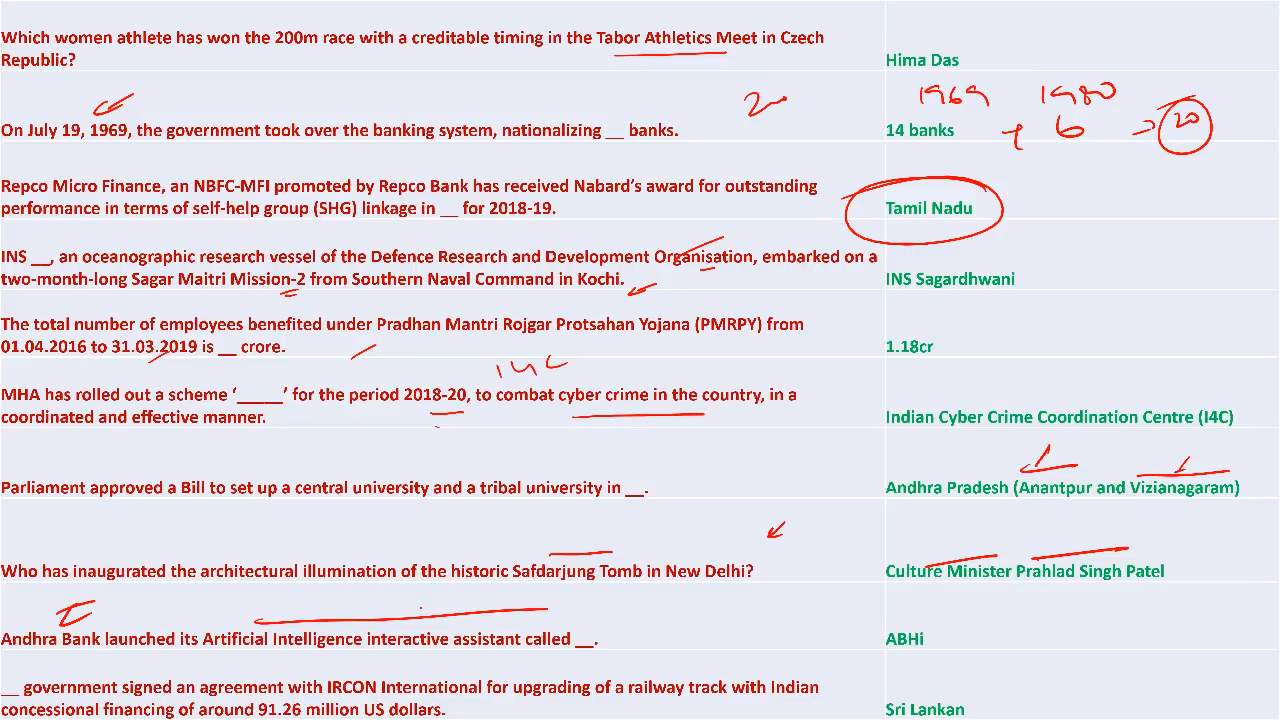 Which women athlete has won the 200m race with a creditable timing in the Tabor Athletics Meet in Czech
Republic?
Hima Das
1969 1980
On July 19, 1969, the government took over the banking system, nationalizing __ banks.
14 banks
+ 6 → 20
Repco Micro Finance, an NBFC-MFI promoted by Repco Bank has received Nabard's award for outstanding
performance in terms of self-help group (SHG) linkage in __ for 2018-19.
Tamil Nadu
INS __, an oceanographic research vessel of the Defence Research and Development Organisation, embarked on a
two-month-long Sagar Maitri Mission-2 from Southern Naval Command in Kochi.
INS Sagardhwani
The total number of employees benefited under Pradhan Mantri Rojgar Protsahan Yojana (PMRPY) from
01.04.2016 to 31.03.2019 is __ crore.
1.18cr
I4C
MHA has rolled out a scheme ‘_____’ for the period 2018-20, to combat cyber crime in the country, in a
coordinated and effective manner.
Indian Cyber Crime Coordination Centre (I4C)
Parliament approved a Bill to set up a central university and a tribal university in __.
Andhra Pradesh (Anantpur and Vizianagaram)
Who has inaugurated the architectural illumination of the historic Safdarjung Tomb in New Delhi?
Culture Minister Prahlad Singh Patel
Andhra Bank launched its Artificial Intelligence interactive assistant called __.
ABHi
__ government signed an agreement with IRCON International for upgrading of a railway track with Indian
concessional financing of around 91.26 million US dollars.
Sri Lankan